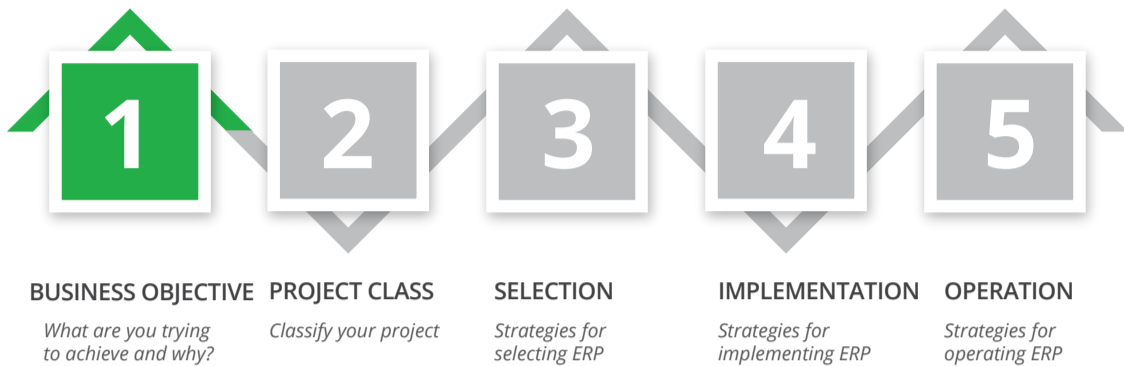 1
2
3
4
5
BUSINESS OBJECTIVE
What are you trying
to achieve and why?
PROJECT CLASS
Classify your project
SELECTION
Strategies for
selecting ERP
IMPLEMENTATION
Strategies for
implementing ERP
OPERATION
Strategies for
operating ERP